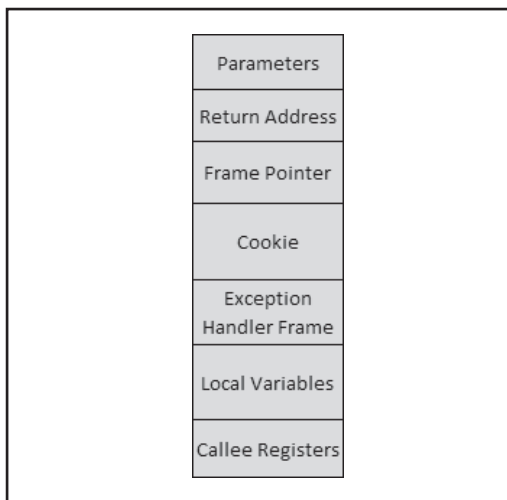 Parameters
Return Address
Frame Pointer
Cookie
Exception
Handler Frame
Local Variables
Callee Registers